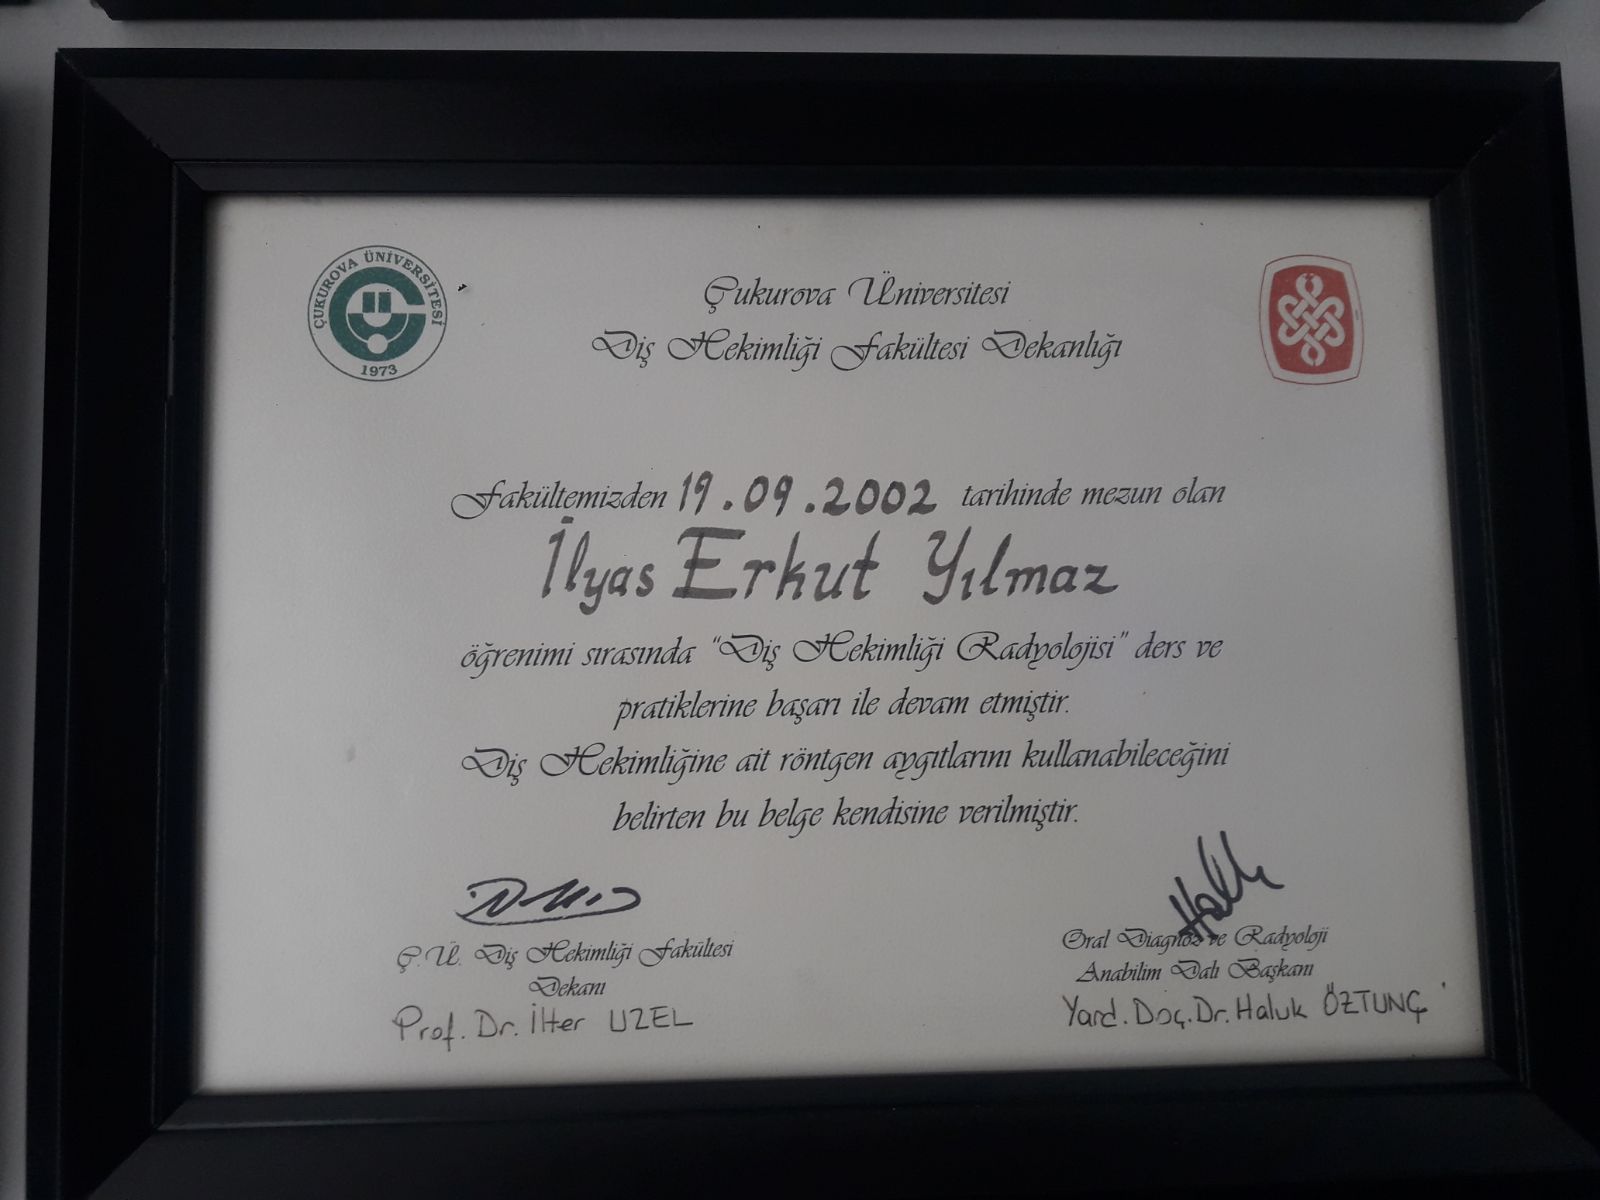 ÇUKUROVA ÜNİVERSİTESİ
1973
Çukurova Üniversitesi
Diş Hekimliği Fakültesi Dekanlığı
Fakültemizden 19.09.2002 tarihinde mezun olan
İlyas Erkut Yılmaz
öğrenimi sırasında "Diş Hekimliği Radyolojisi" ders ve
pratiklerine başarı ile devam etmiştir.
Diş Hekimliğine ait röntgen aygıtlarını kullanabileceğini
belirten bu belge kendisine verilmiştir.
Ç.Ü. Diş Hekimliği Fakültesi
Dekanı
Prof. Dr. İlter UZEL
Oral Diagnoz ve Radyoloji
Anabilim Dalı Başkanı
Yard. Doç. Dr. Haluk ÖZTUNÇ